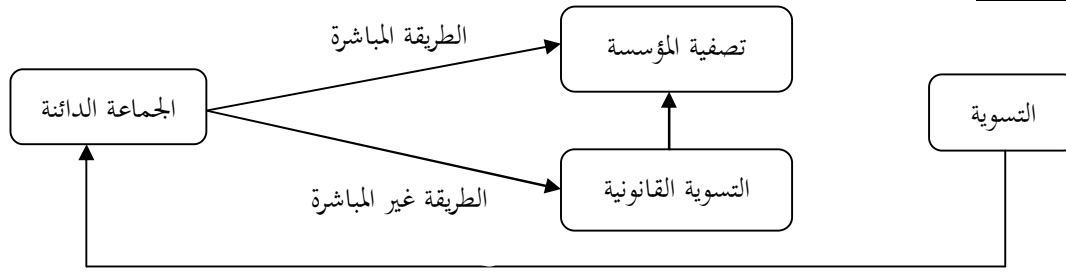 الطريقة المباشرة
تصفية المؤسسة
التسوية
الجماعة الدائنة
التسوية القانونية
الطريقة غير المباشرة